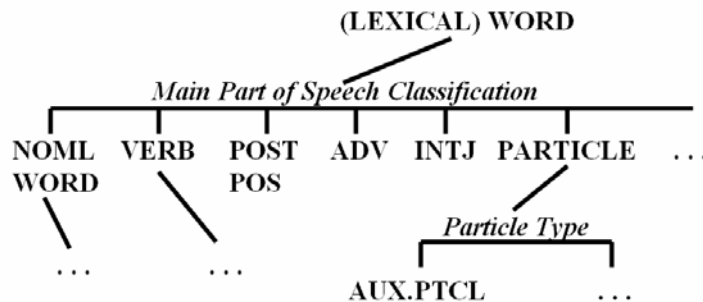 (LEXICAL) WORD
Main Part of Speech Classification
NOML VERB POST ADV INTJ PARTICLE . . .
WORD POS
Particle Type
. . . . . .
AUX.PTCL . . .